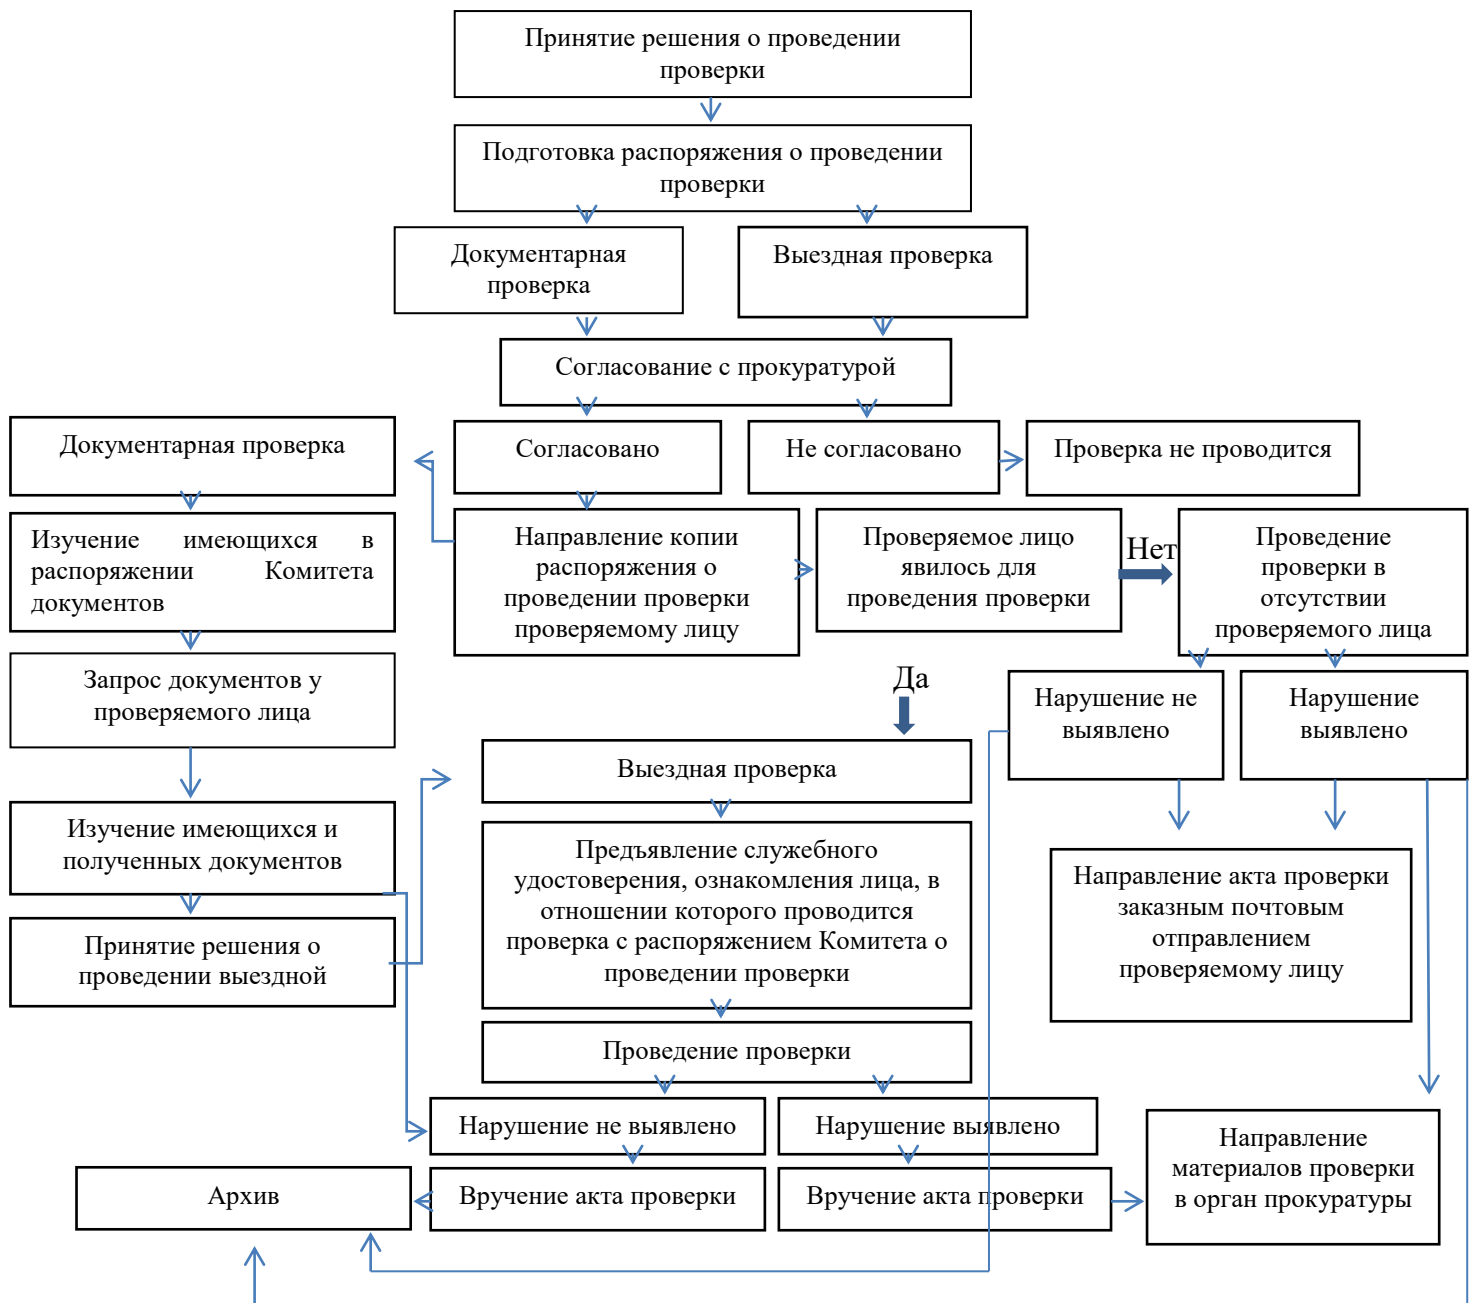 Принятие решения о проведении
проверки
Подготовка распоряжения о проведении
проверки
Документарная
проверка
Выездная проверка
Согласование с прокуратурой
Документарная проверка
Согласовано
Не согласовано
Проверка не проводится
Изучение имеющихся в
распоряжении Комитета
документов
Направление копии
распоряжения о
проведении проверки
проверяемому лицу
Проверяемое лицо
явилось для
проведения проверки
Нет
Проведение
проверки в
отсутствии
проверяемого лица
Запрос документов у
проверяемого лица
Да
Нарушение не
выявлено
Нарушение
выявлено
Выездная проверка
Изучение имеющихся и
полученных документов
Предъявление служебного
удостоверения, ознакомления лица, в
отношении которого проводится
проверка с распоряжением Комитета о
проведении проверки
Направление акта проверки
заказным почтовым
отправлением
проверяемому лицу
Принятие решения о
проведении выездной
Проведение проверки
Нарушение не выявлено
Нарушение выявлено
Направление
материалов проверки
в орган прокуратуры
Архив
Вручение акта проверки
Вручение акта проверки